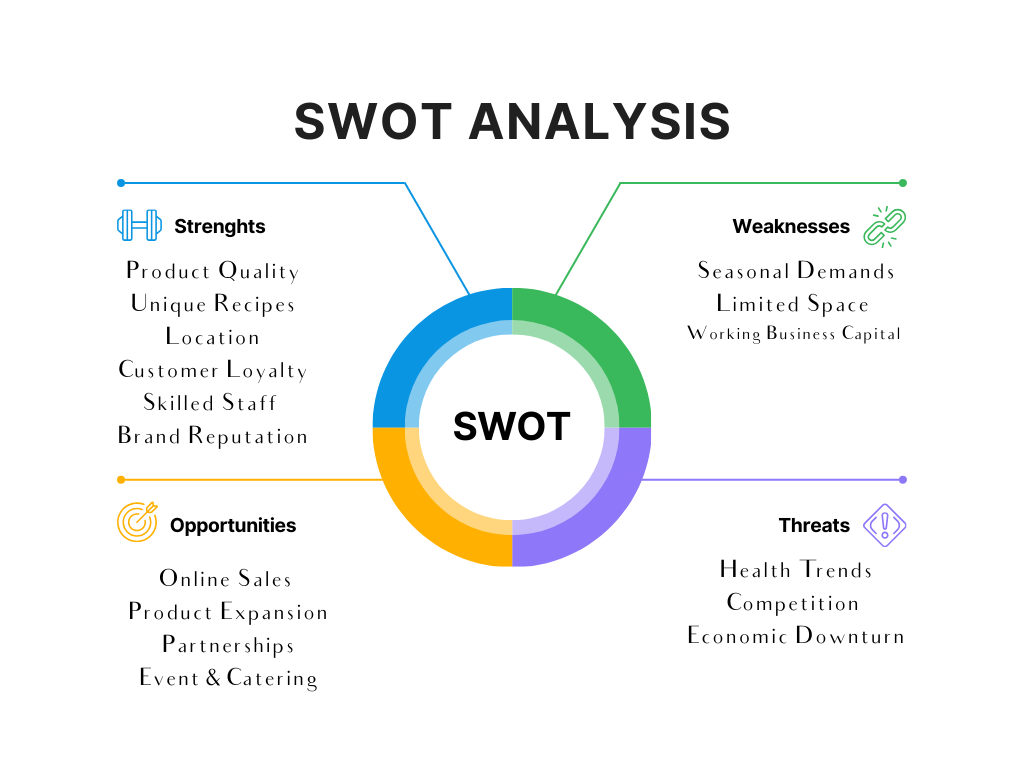 SWOT ANALYSIS
Strenghts
Product Quality
Unique Recipes
Location
Customer Loyalty
Skilled Staff
Brand Reputation
Weaknesses
Seasonal Demands
Limited Space
Working Business Capital
SWOT
Opportunities
Online Sales
Product Expansion
Partnerships
Event & Catering
Threats
Health Trends
Competition
Economic Downturn